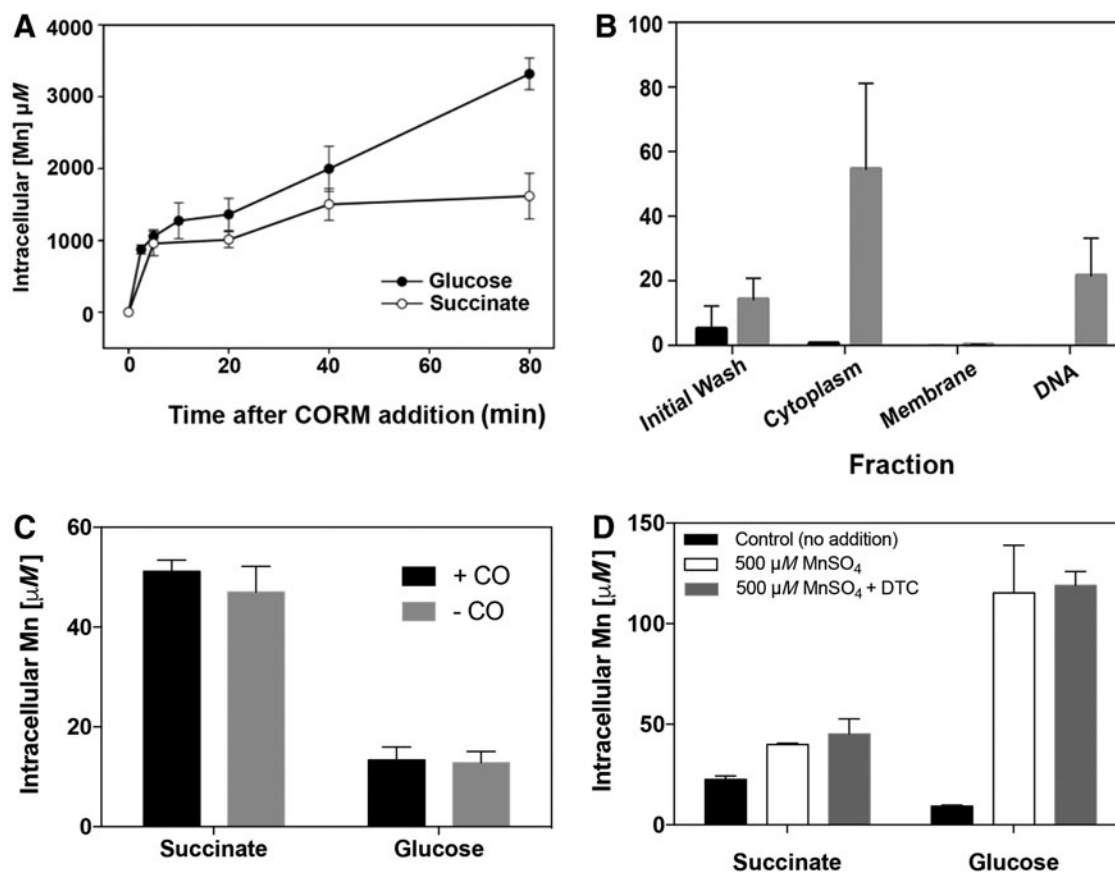 A
Intracellular [Mn] µM
4000
3000
2000
1000
0
0 20 40 60 80
Glucose
Succinate
Time after CORM addition (min)
B
100
80
60
40
20
0
Initial Wash
Cytoplasm
Membrane
DNA
Fraction
C
Intracellular Mn [µM]
60
40
20
0
+ CO
- CO
Succinate Glucose
D
Intracellular Mn [µM]
150
100
50
0
Control (no addition)
500 µM MnSO₄
500 µM MnSO₄ + DTC
Succinate Glucose